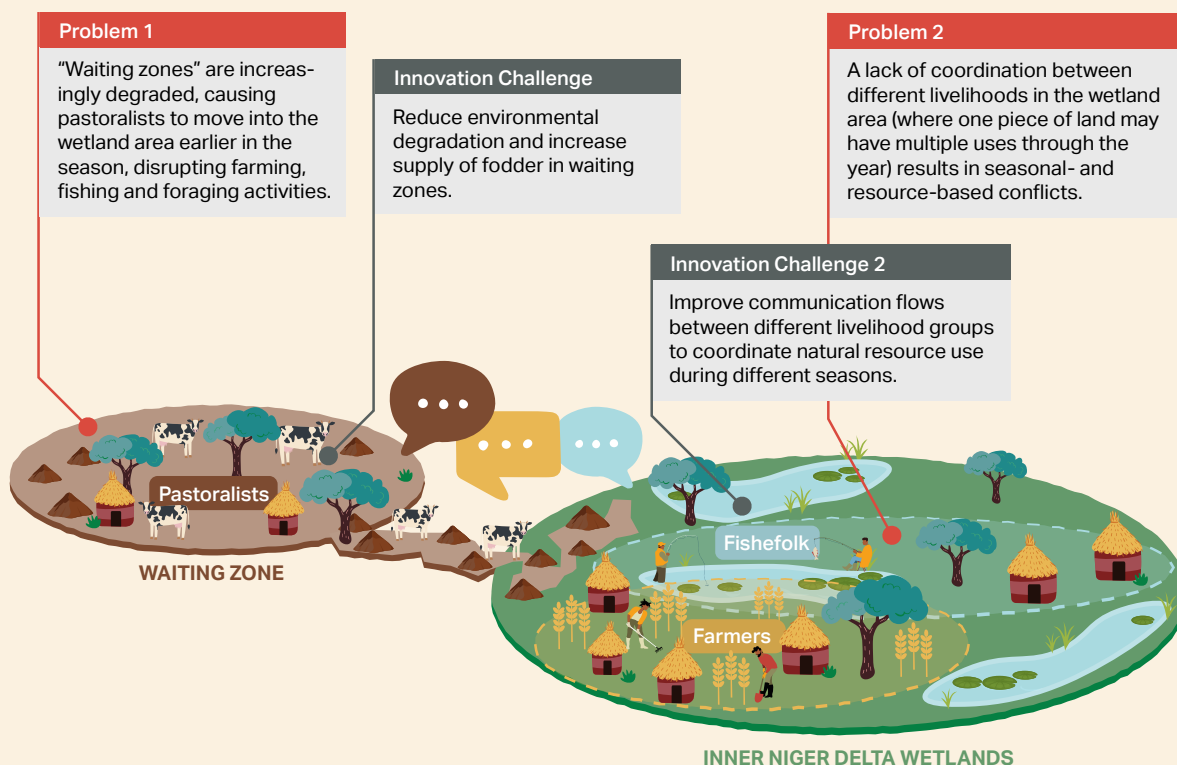 Problem 1
“Waiting zones” are increas-
ingly degraded, causing
pastoralists to move into the
wetland area earlier in the
season, disrupting farming,
fishing and foraging activities.
Innovation Challenge
Reduce environmental
degradation and increase
supply of fodder in waiting
zones.
Problem 2
A lack of coordination between
different livelihoods in the wetland
area (where one piece of land may
have multiple uses through the
year) results in seasonal- and
resource-based conflicts.
Innovation Challenge 2
Improve communication flows
between different livelihood groups
to coordinate natural resource use
during different seasons.
Pastoralists
WAITING ZONE
Fishefolk
Farmers
INNER NIGER DELTA WETLANDS